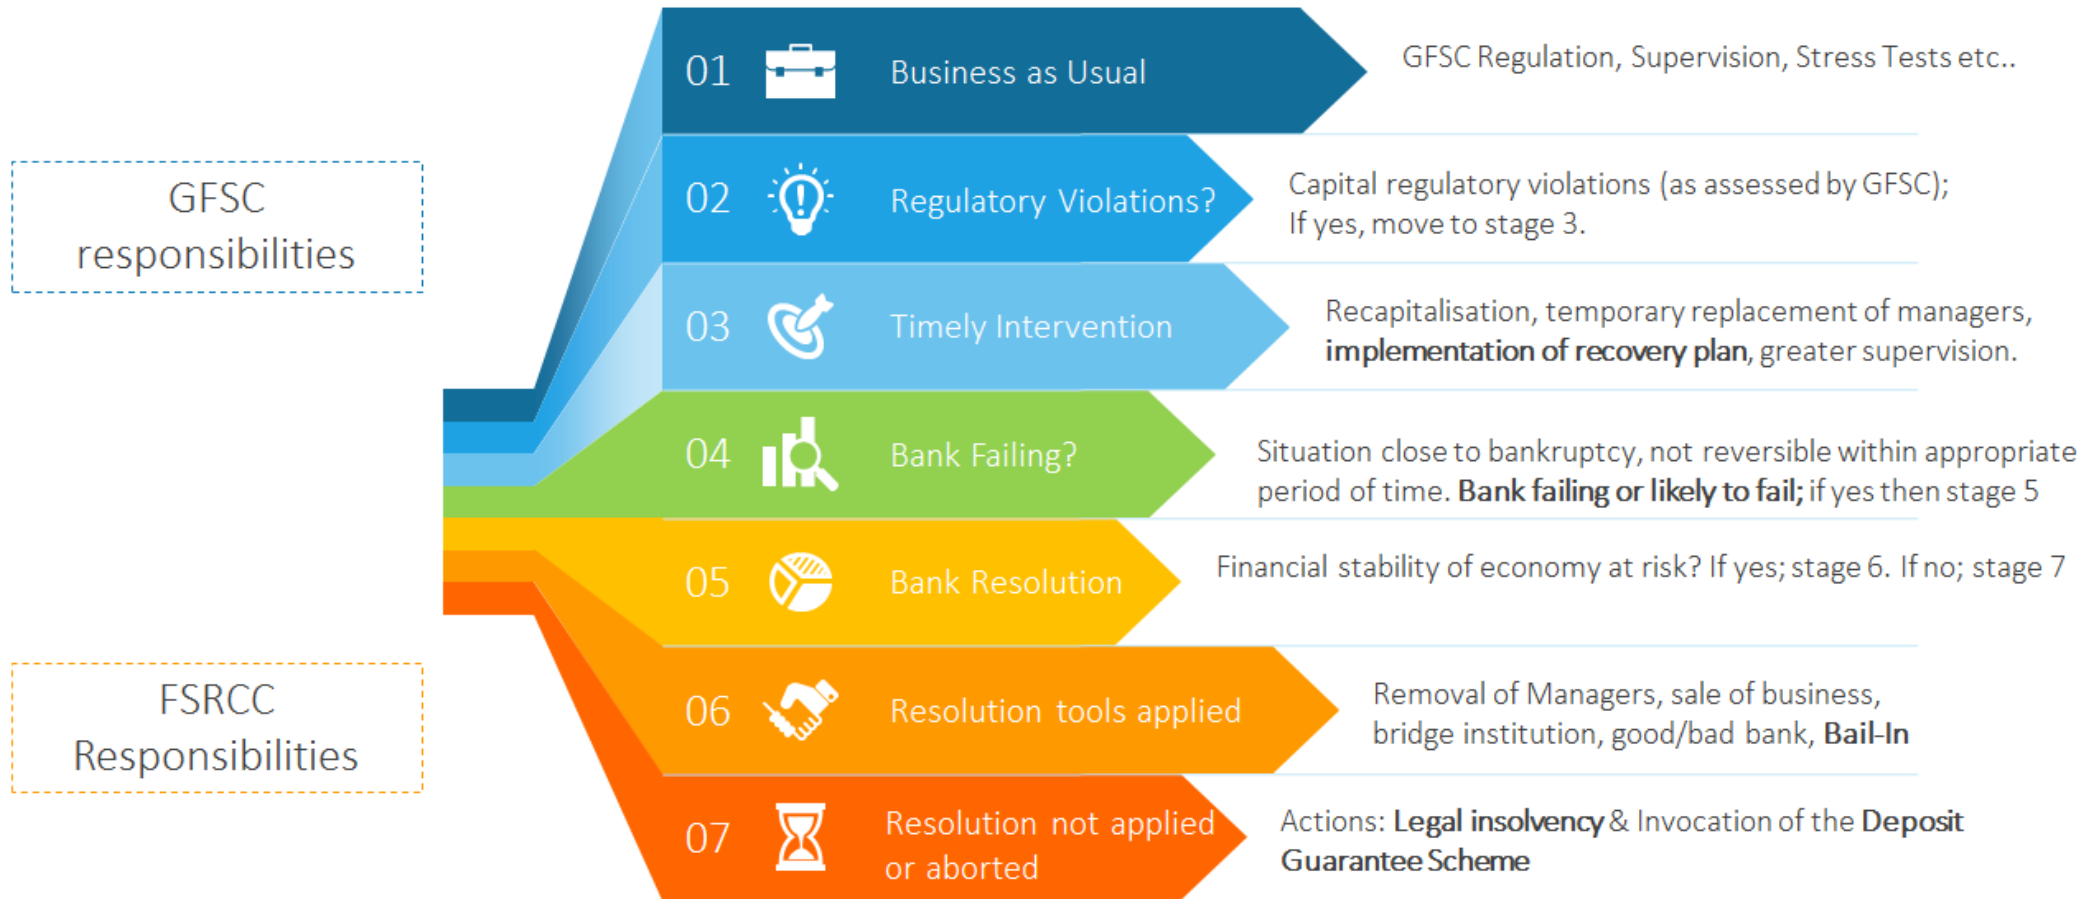 GFSC
responsibilities
FSRCC
Responsibilities
01
Business as Usual
GFSC Regulation, Supervision, Stress Tests etc..
02
Regulatory Violations?
Capital regulatory violations (as assessed by GFSC);
If yes, move to stage 3.
03
Timely Intervention
Recapitalisation, temporary replacement of managers,
implementation of recovery plan, greater supervision.
04
Bank Failing?
Situation close to bankruptcy, not reversible within appropriate
period of time. Bank failing or likely to fail; if yes then stage 5
05
Bank Resolution
Financial stability of economy at risk? If yes; stage 6. If no; stage 7
06
Resolution tools applied
Removal of Managers, sale of business,
bridge institution, good/bad bank, Bail-In
07
Resolution not applied
or aborted
Actions: Legal insolvency & Invocation of the Deposit
Guarantee Scheme